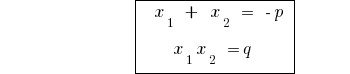 x₁ + x₂ = -p
x₁x₂ = q